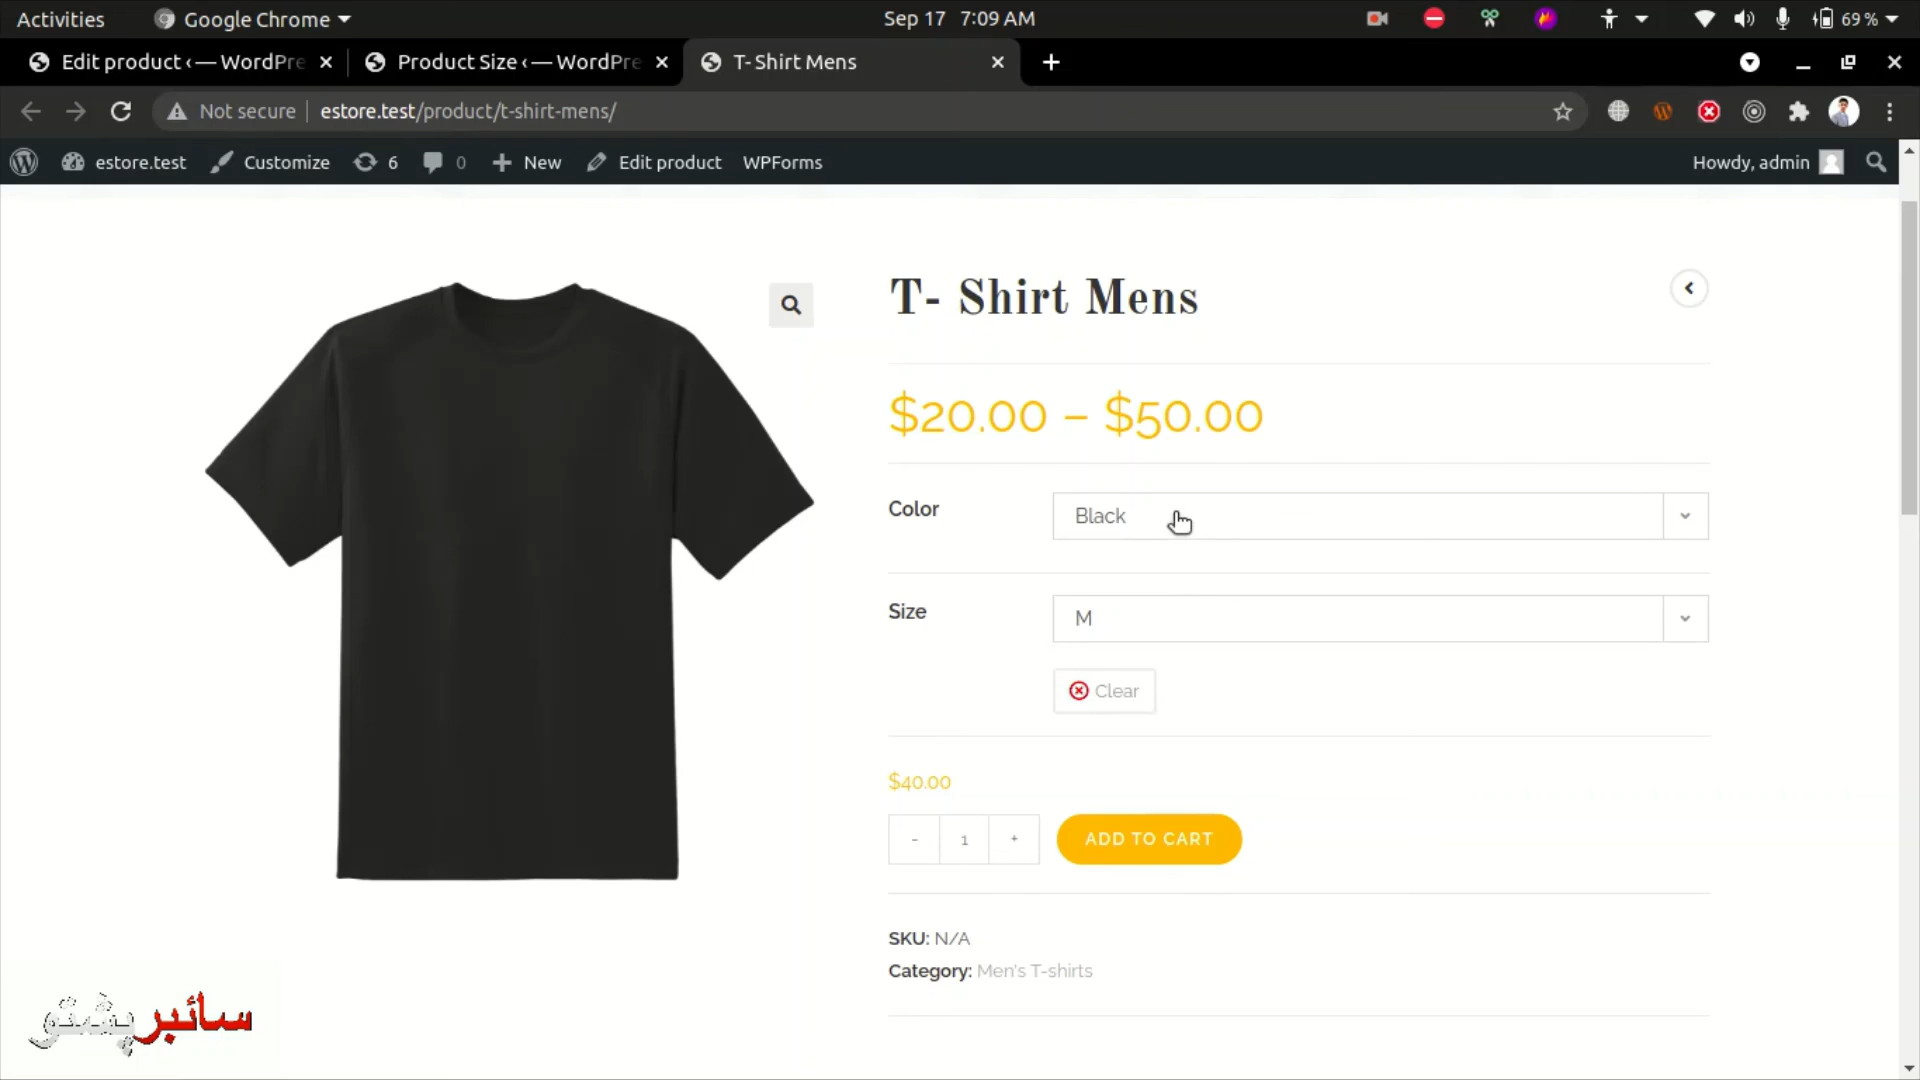 Activities
Google Chrome
Sep 17 7:09 AM
69 %
Edit product ‹ — WordPre
Product Size ‹ — WordPre
T- Shirt Mens
Not secure
estore.test/product/t-shirt-mens/
estore.test
Customize
6
0
New
Edit product
WPForms
Howdy, admin
T- Shirt Mens
$20.00 – $50.00
Color
Black
Size
M
Clear
$40.00
- 1 +
ADD TO CART
SKU: N/A
Category: Men's T-shirts
سائبر پښتو